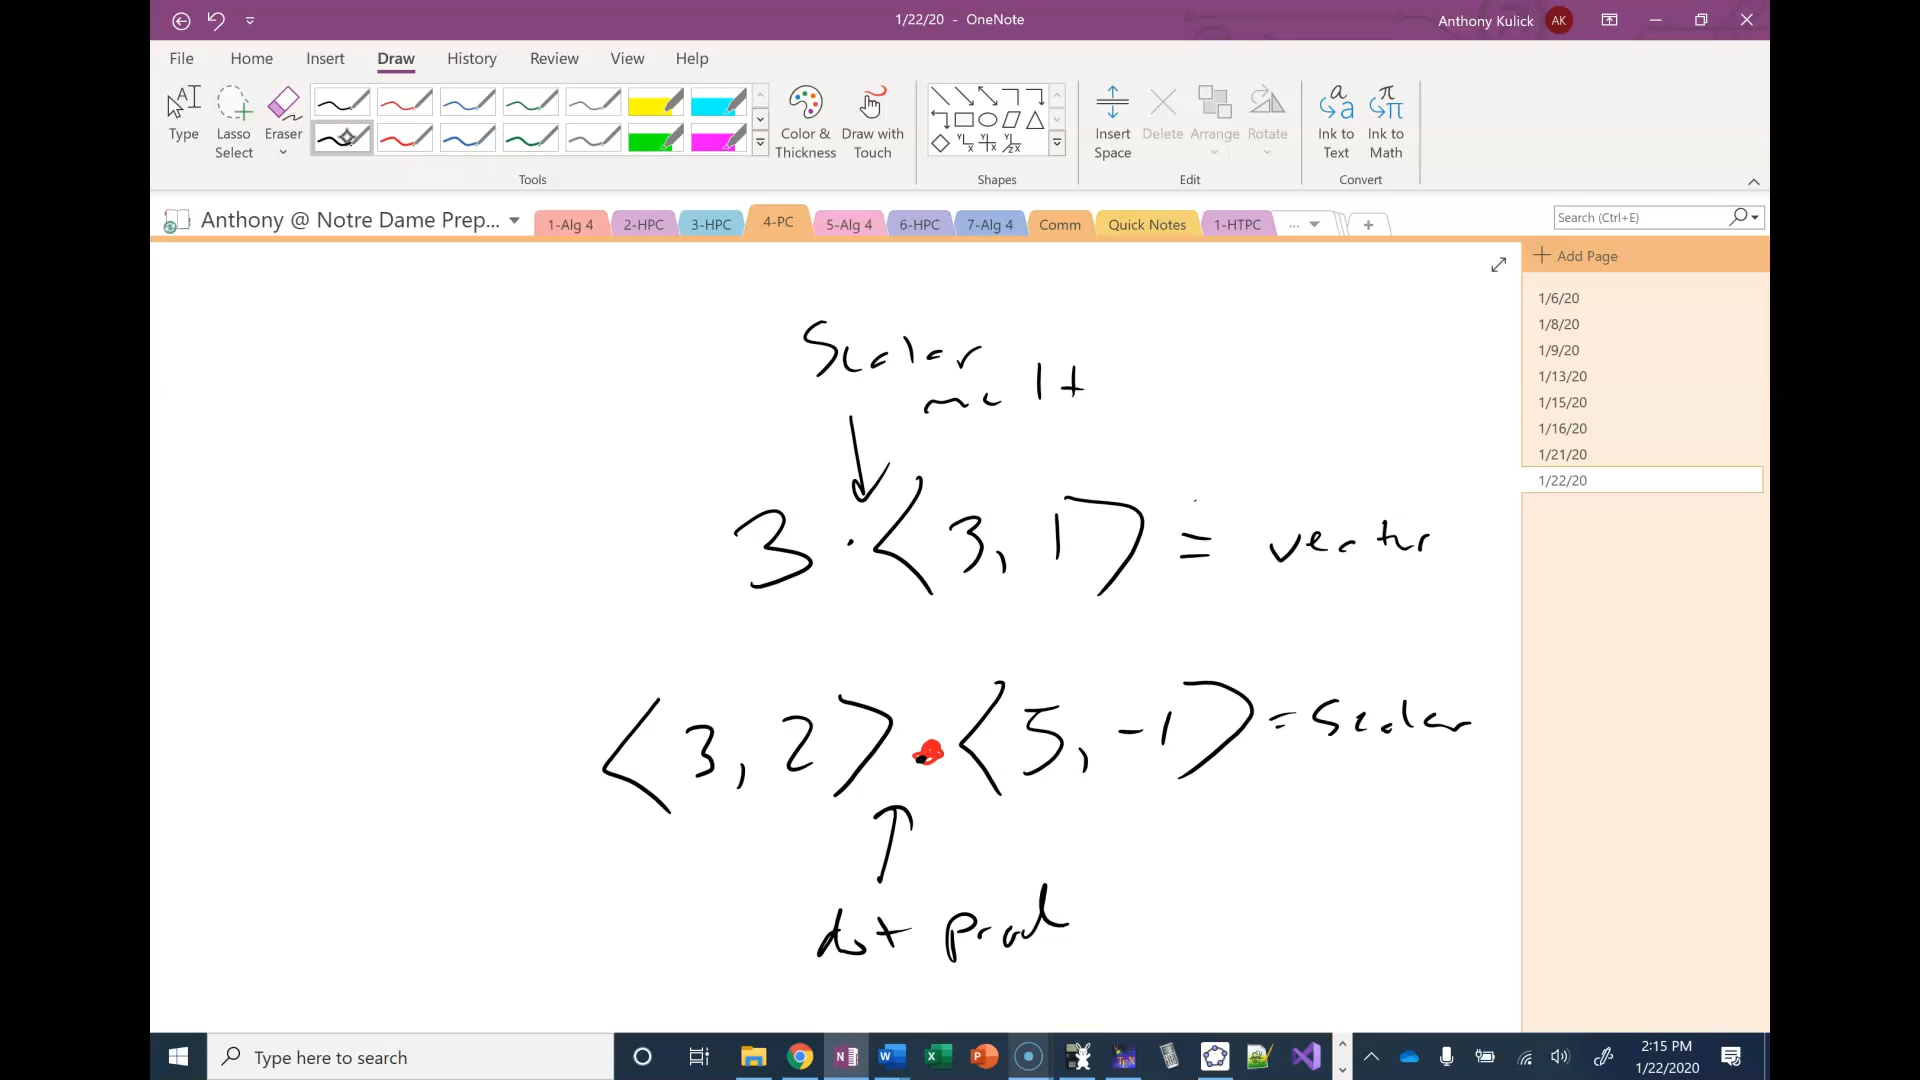 1/22/20 - OneNote
Anthony Kulick AK
File Home Insert Draw History Review View Help
Type
Lasso Select
Eraser
Color & Thickness
Draw with Touch
Insert Space
Delete Arrange Rotate
Ink to Text
Ink to Math
Tools Shapes Edit Convert
Anthony @ Notre Dame Prep...
1-Alg 4 2-HPC 3-HPC 4-PC 5-Alg 4 6-HPC 7-Alg 4 Comm Quick Notes 1-HTPC ...
Search (Ctrl+E)
Add Page
1/6/20
1/8/20
1/9/20
1/13/20
1/15/20
1/16/20
1/21/20
1/22/20
Scalar
mult
3 · ⟨3, 1⟩ = vector
⟨3, 2⟩ · ⟨5, -1⟩ = scalar
dot prod
Type here to search
2:15 PM
1/22/2020